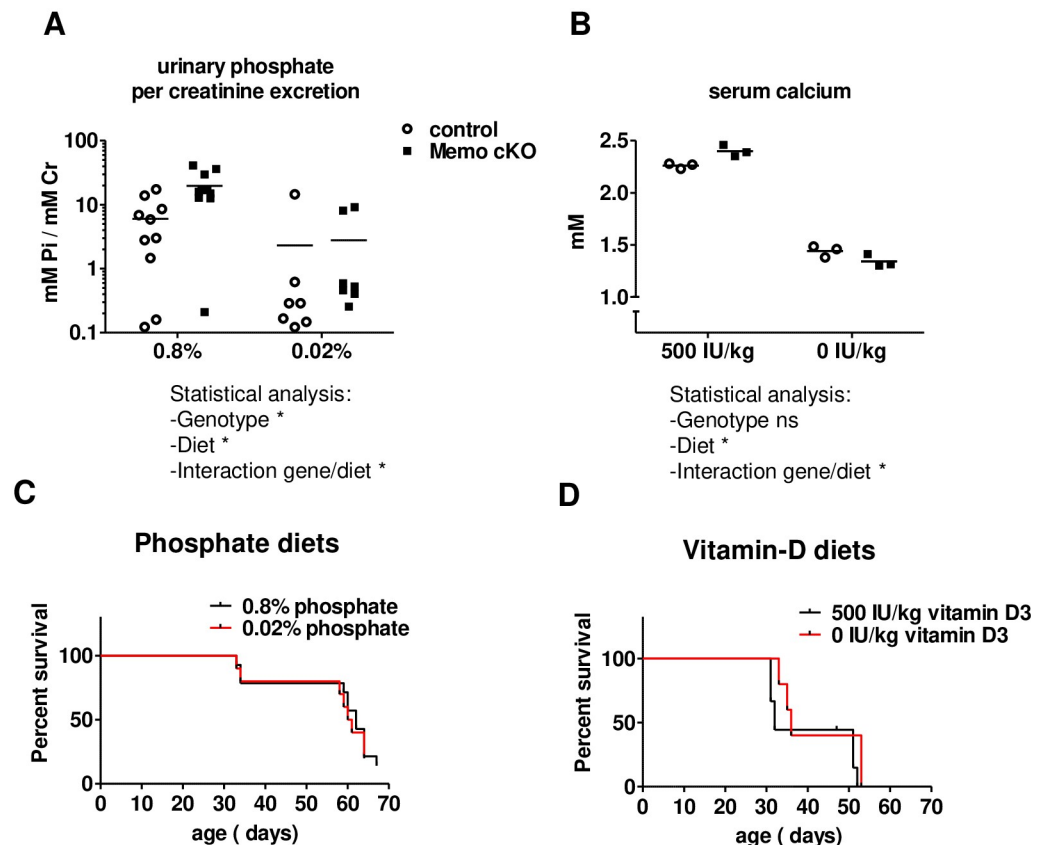 A
urinary phosphate
per creatinine excretion
control
Memo cKO
mM Pi / mM Cr
100
10
1
0.1
0.8%
0.02%
Statistical analysis:
-Genotype *
-Diet *
-Interaction gene/diet *
B
serum calcium
mM
2.5
2.0
1.5
1.0
500 IU/kg
0 IU/kg
Statistical analysis:
-Genotype ns
-Diet *
-Interaction gene/diet *
C
Phosphate diets
0.8% phosphate
0.02% phosphate
Percent survival
100
50
0
0 10 20 30 40 50 60 70
age ( days)
D
Vitamin-D diets
500 IU/kg vitamin D3
0 IU/kg vitamin D3
Percent survival
100
50
0
0 10 20 30 40 50 60 70
age ( days)